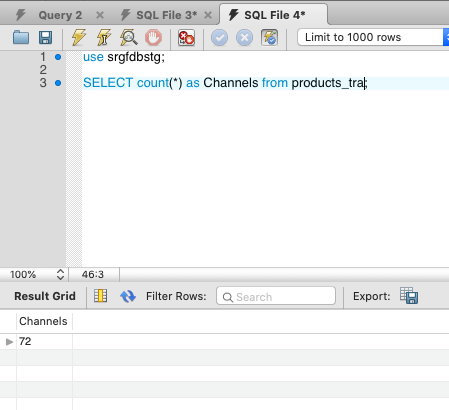 Query 2 SQL File 3* SQL File 4*
Limit to 1000 rows
1 use srgfdbstg;
2
3 SELECT count(*) as Channels from products_tra;
100% 46:3
Result Grid Filter Rows: Search Export:
Channels
72